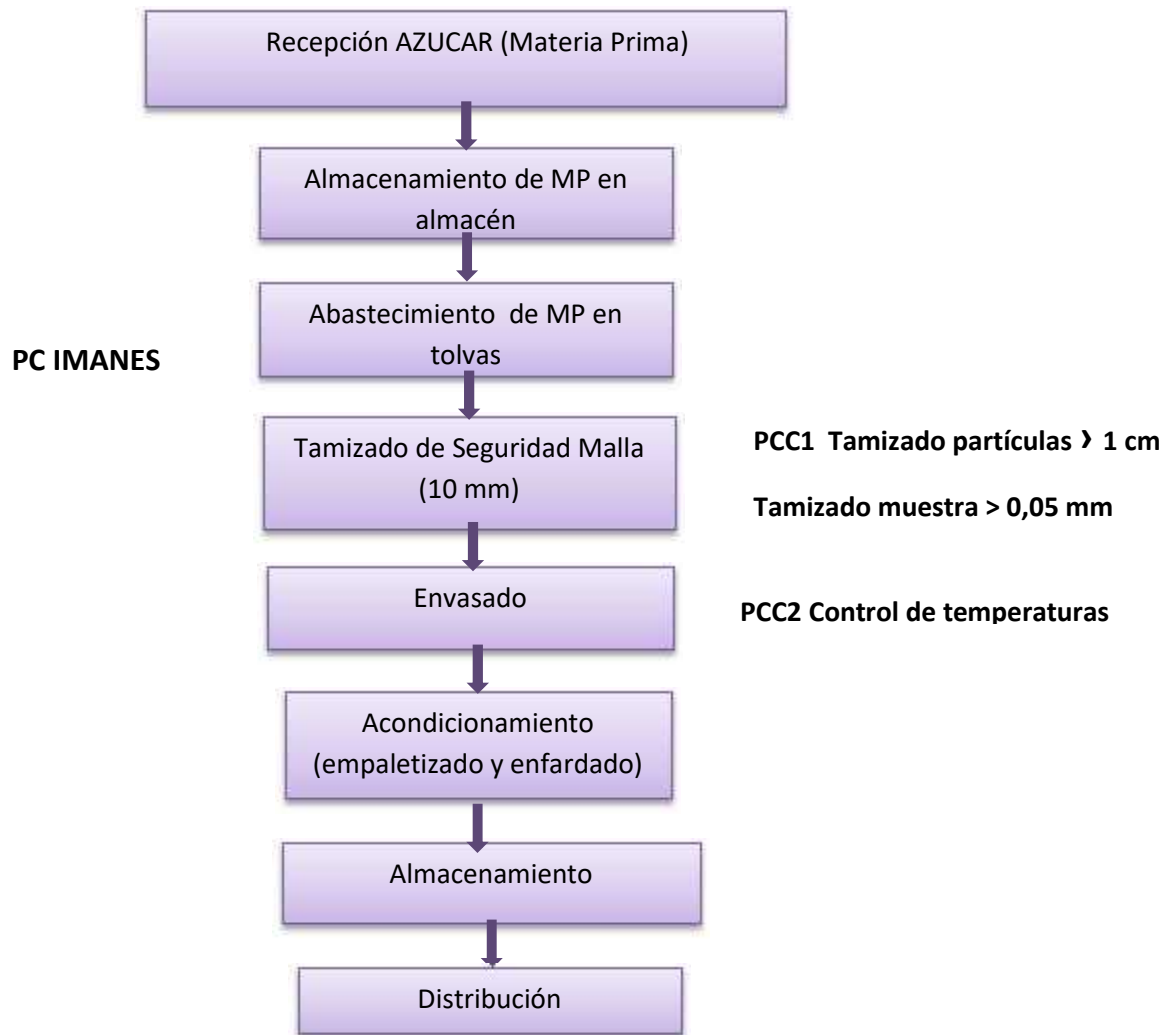 Recepción AZUCAR (Materia Prima)
Almacenamiento de MP en
almacén
Abastecimiento de MP en
tolvas
PC IMANES
Tamizado de Seguridad Malla
(10 mm)
PCC1 Tamizado partículas > 1 cm
Tamizado muestra > 0,05 mm
Envasado
PCC2 Control de temperaturas
Acondicionamiento
(empaletizado y enfardado)
Almacenamiento
Distribución